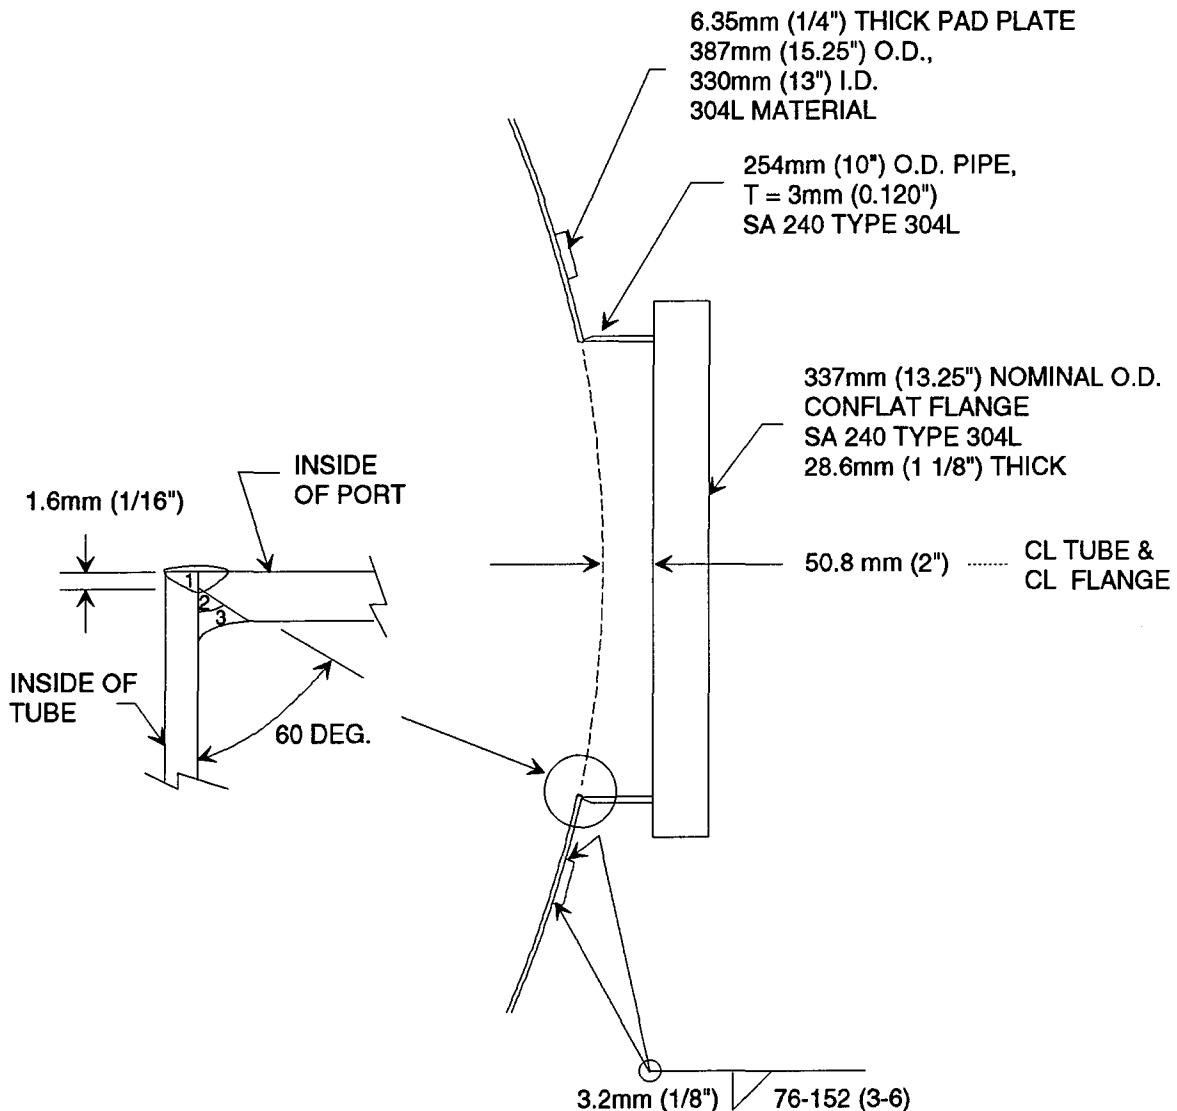 6.35mm (1/4") THICK PAD PLATE
387mm (15.25") O.D.,
330mm (13") I.D.
304L MATERIAL
254mm (10") O.D. PIPE,
T = 3mm (0.120")
SA 240 TYPE 304L
337mm (13.25") NOMINAL O.D.
CONFLAT FLANGE
SA 240 TYPE 304L
28.6mm (1 1/8") THICK
INSIDE
OF PORT
1.6mm (1/16")
50.8 mm (2")
CL TUBE &
CL FLANGE
1
2
3
INSIDE OF
TUBE
60 DEG.
3.2mm (1/8")
76-152 (3-6)